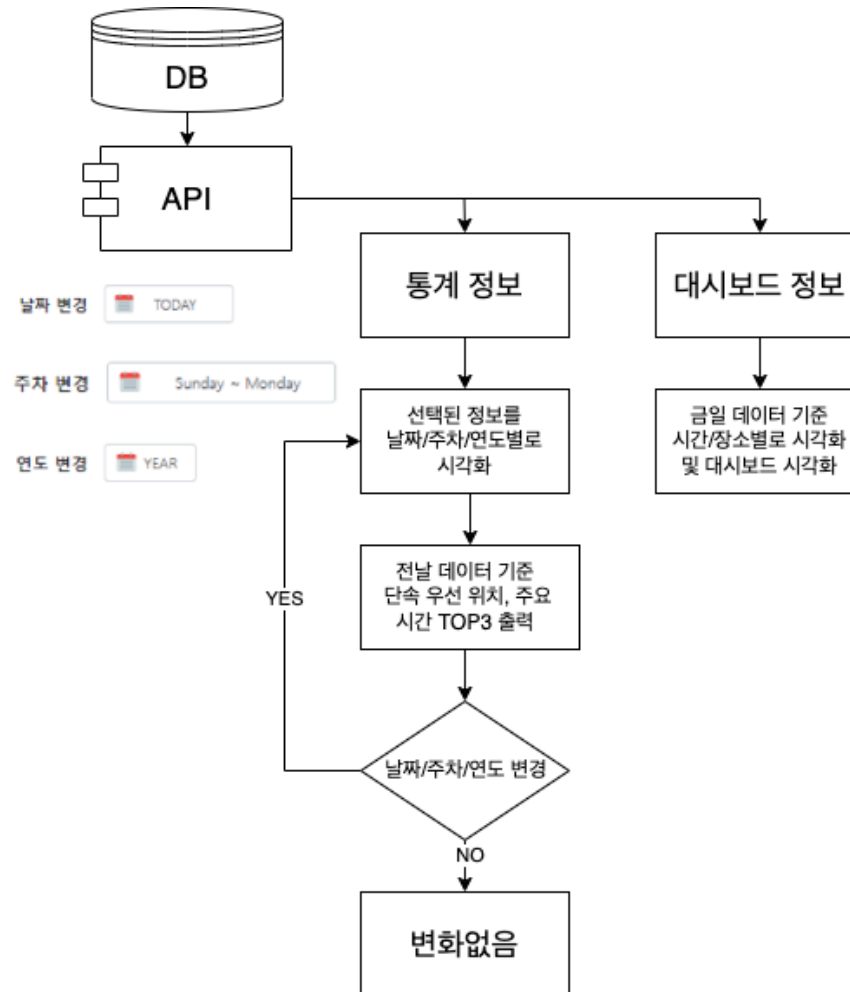 DB
API
통계 정보
대시보드 정보
날짜 변경
TODAY
주차 변경
Sunday ~ Monday
연도 변경
YEAR
선택된 정보를
날짜/주차/연도별로
시각화
금일 데이터 기준
시간/장소별로 시각화
및 대시보드 시각화
전날 데이터 기준
단속 우선 위치, 주요
시간 TOP3 출력
YES
날짜/주차/연도 변경
NO
변화없음